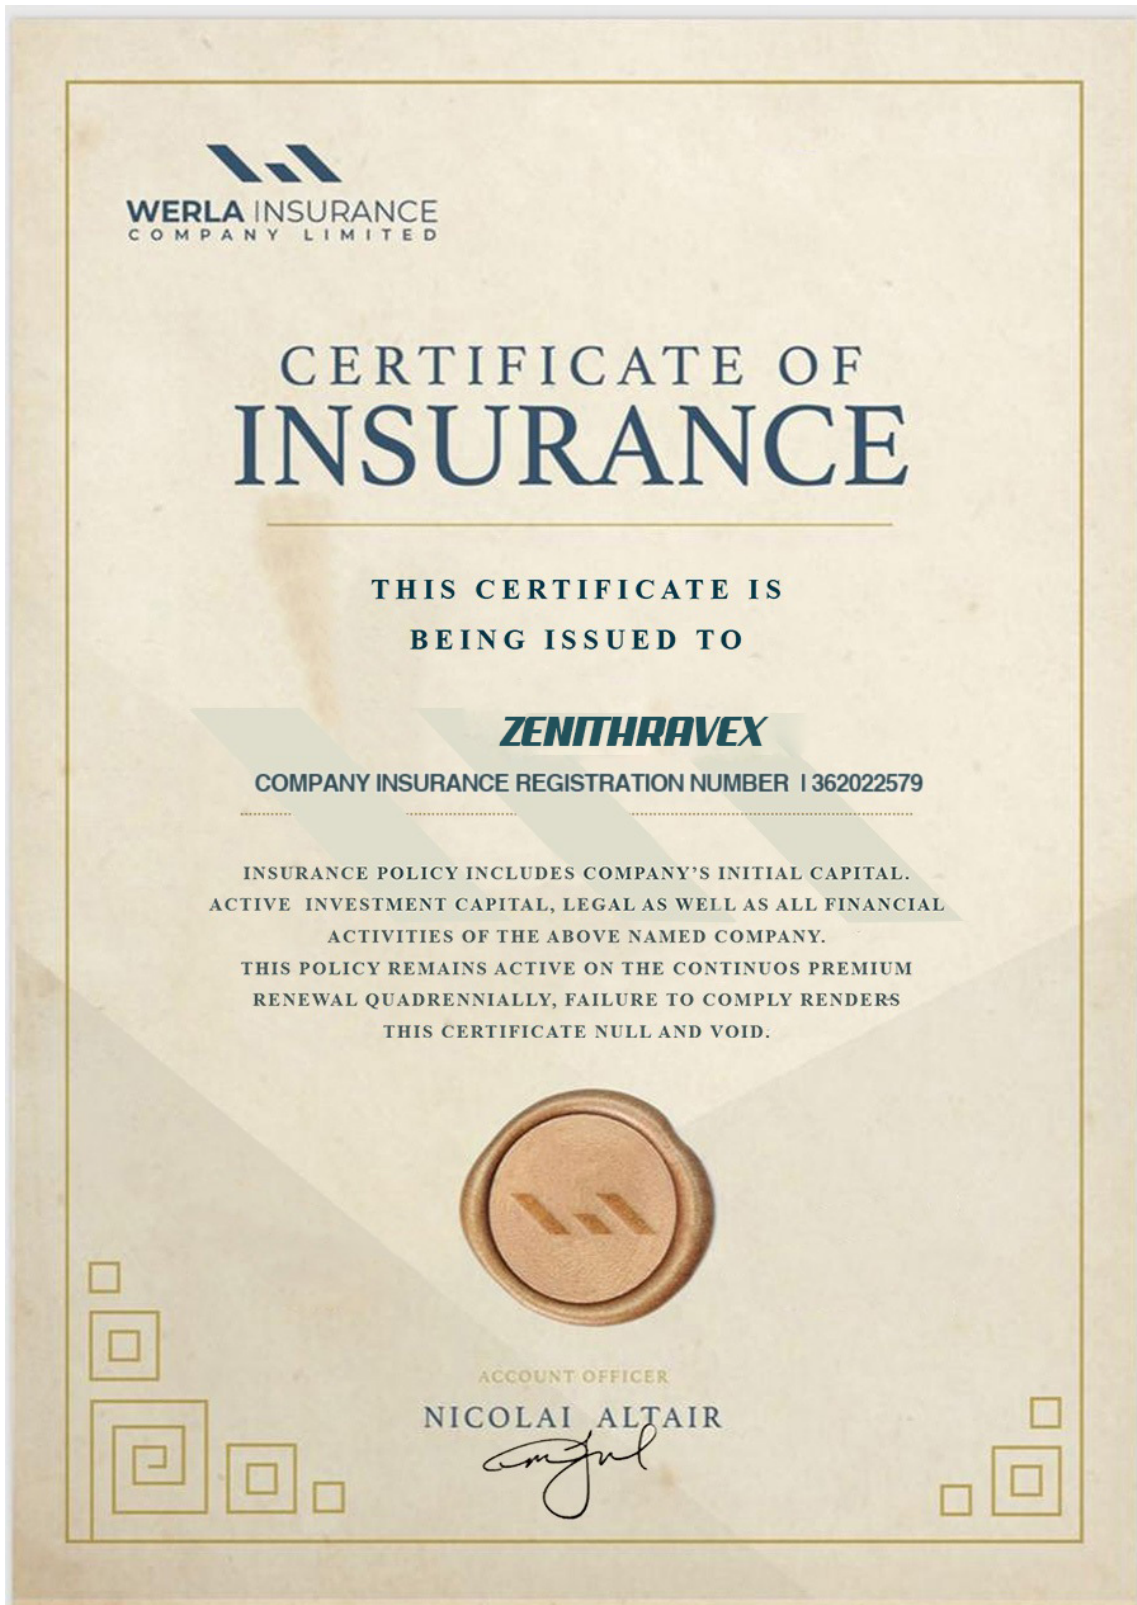 WERLA INSURANCE
COMPANY LIMITED
CERTIFICATE OF
INSURANCE
THIS CERTIFICATE IS
BEING ISSUED TO
ZENITHRAVEX
COMPANY INSURANCE REGISTRATION NUMBER | 362022579
INSURANCE POLICY INCLUDES COMPANY’S INITIAL CAPITAL.
ACTIVE INVESTMENT CAPITAL, LEGAL AS WELL AS ALL FINANCIAL
ACTIVITIES OF THE ABOVE NAMED COMPANY.
THIS POLICY REMAINS ACTIVE ON THE CONTINUOS PREMIUM
RENEWAL QUADRENNIALLY, FAILURE TO COMPLY RENDERS
THIS CERTIFICATE NULL AND VOID.
ACCOUNT OFFICER
NICOLAI ALTAIR